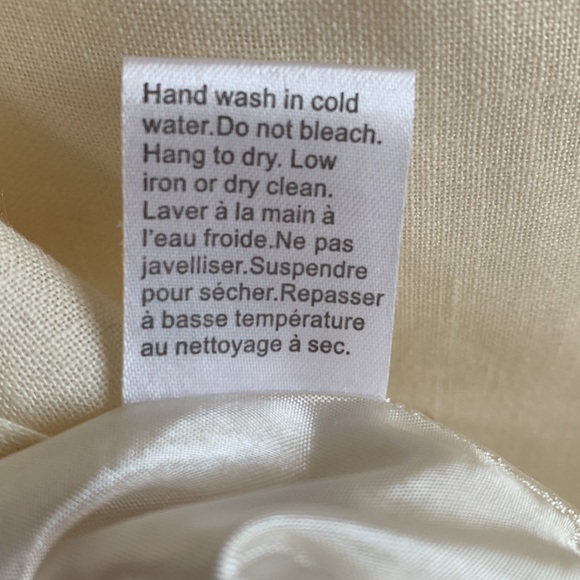 Hand wash in cold
water.Do not bleach.
Hang to dry. Low
iron or dry clean.
Laver à la main à
l'eau froide.Ne pas
javelliser.Suspendre
pour sécher.Repasser
à basse température
au nettoyage à sec.